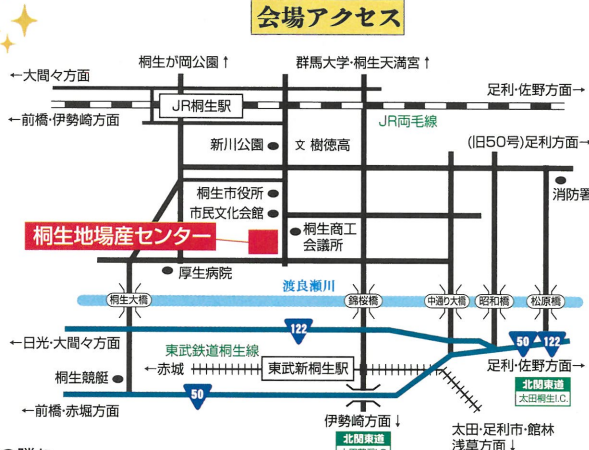 会場アクセス
桐生が岡公園↑
群馬大学・桐生天満宮↑
←大間々方面
足利・佐野方面→
JR桐生駅
←前橋・伊勢崎方面
JR両毛線
(旧50号)足利方面→
新川公園
文 樹徳高
消防署
桐生市役所
市民文化会館
桐生商工
会議所
桐生地場産センター
厚生病院
渡良瀬川
桐生大橋
錦桜橋
中通り大橋
昭和橋
松原橋
122
50
122
←日光・大間々方面
東武鉄道桐生線
←赤城
東武新桐生駅
足利・佐野方面→
北関東道
太田桐生I.C.
桐生競艇
50
←前橋・赤堀方面
伊勢崎方面↓
北関東道
太田・足利市・館林
浅草方面↓